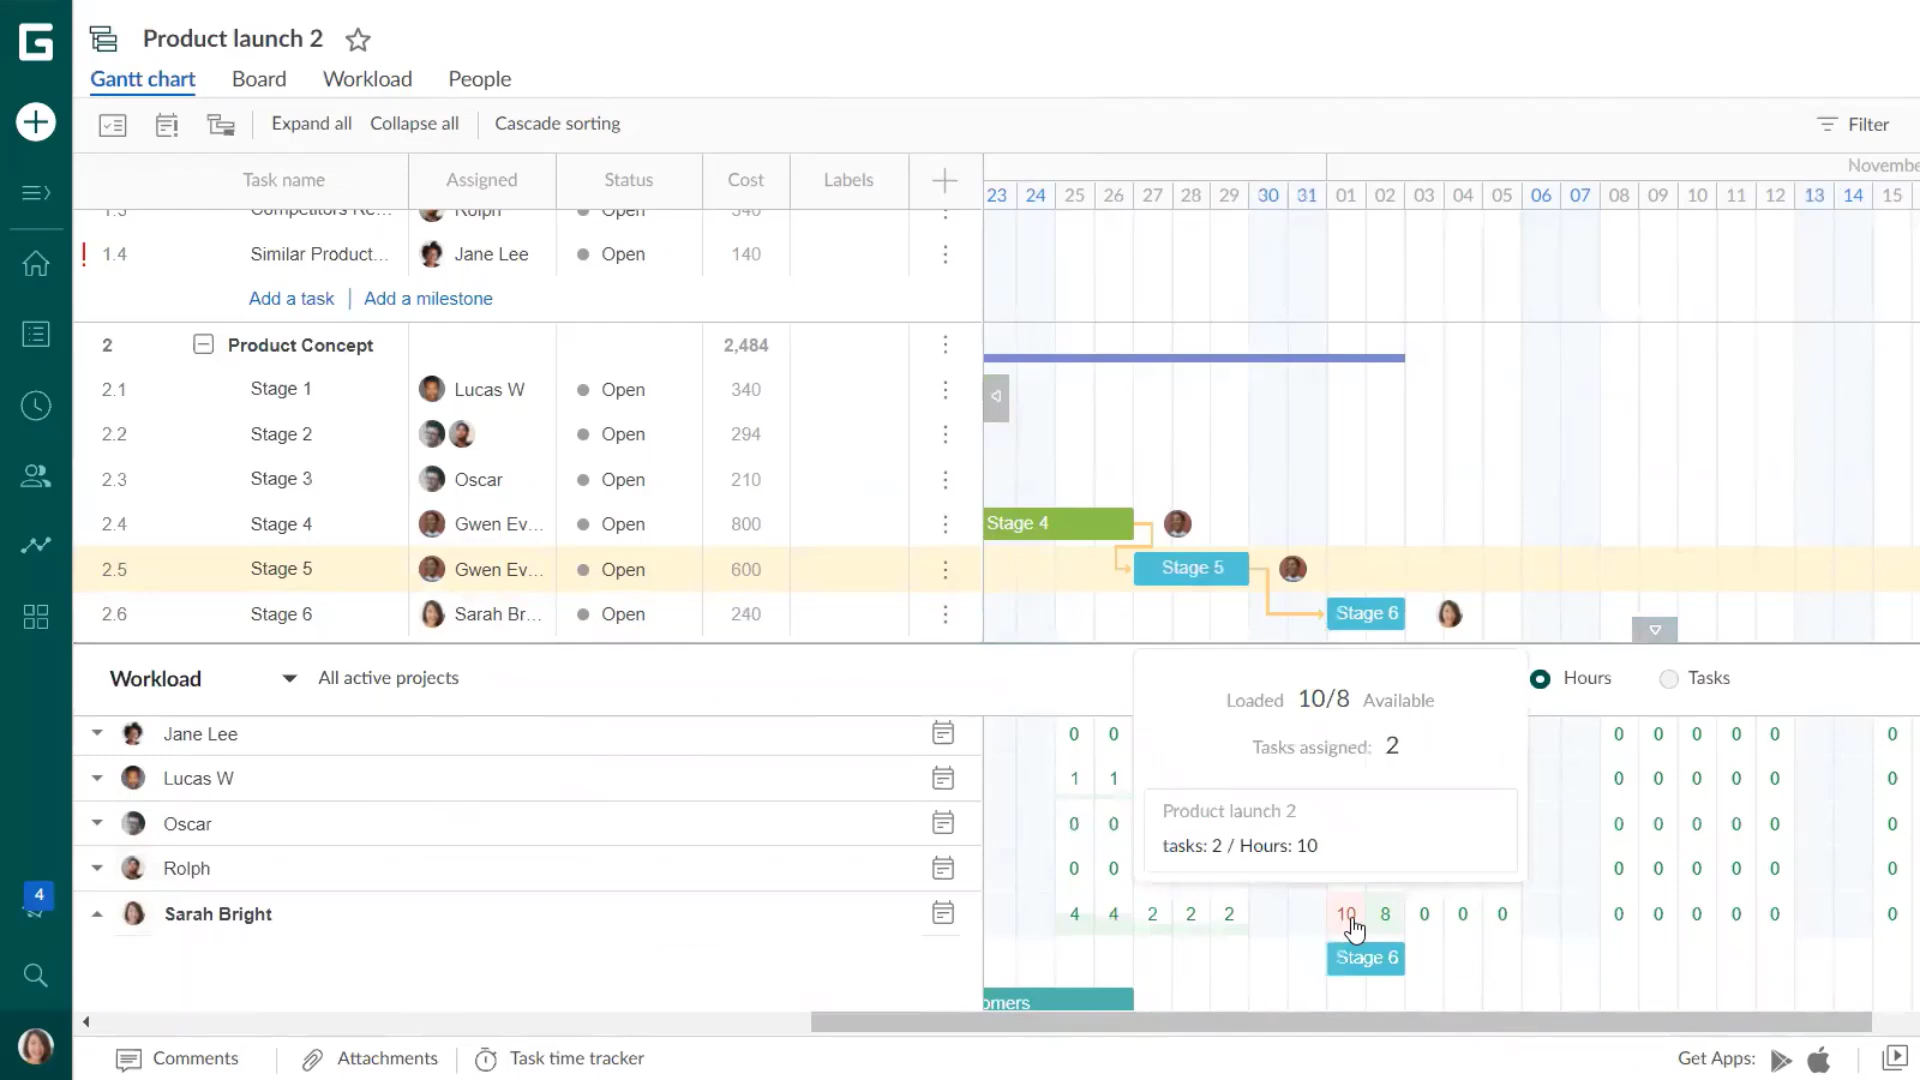 Product launch 2
Gantt chart Board Workload People
Expand all Collapse all Cascade sorting Filter
Task name Assigned Status Cost Labels
23 24 25 26 27 28 29 30 31 01 02 03 04 05 06 07 08 09 10 11 12 13 14 15
1.3 Competitors Re... Rolph Open 340
! 1.4 Similar Product... Jane Lee Open 140
Add a task | Add a milestone
2 Product Concept 2,484
2.1 Stage 1 Lucas W Open 340
2.2 Stage 2 Open 294
2.3 Stage 3 Oscar Open 210
2.4 Stage 4 Gwen Ev... Open 800 Stage 4
2.5 Stage 5 Gwen Ev... Open 600 Stage 5
2.6 Stage 6 Sarah Br... Open 240 Stage 6
Workload All active projects Hours Tasks
Loaded 10/8 Available
Tasks assigned: 2
Product launch 2
tasks: 2 / Hours: 10
Jane Lee 0 0 0 0 0 0 0 0
Lucas W 1 1 0 0 0 0 0 0
Oscar 0 0 0 0 0 0 0 0
Rolph 0 0 0 0 0 0 0 0
Sarah Bright 4 4 2 2 2 10 8 0 0 0 0 0 0 0 0 0
Stage 6
4
Comments Attachments Task time tracker Get Apps: